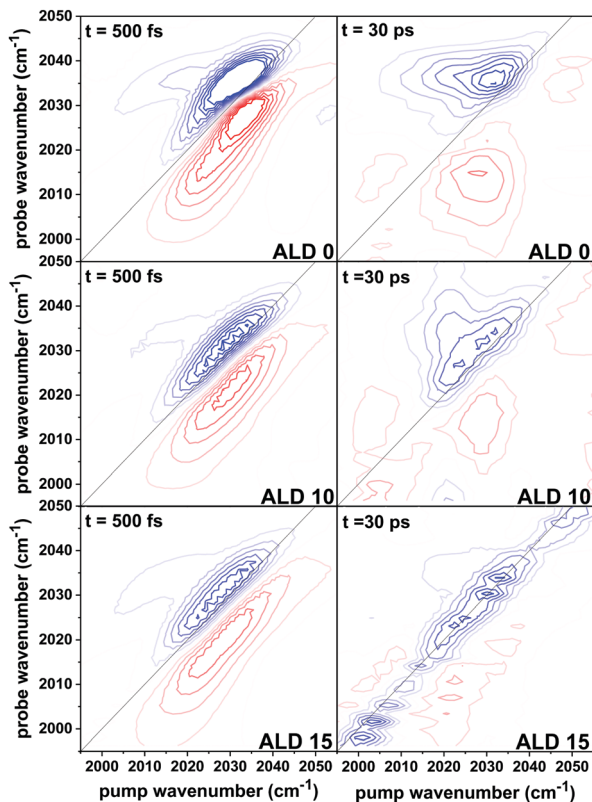 t = 500 fs
t = 30 ps
2050
2040
2030
2020
2010
2000
probe wavenumber (cm-1)
ALD 0
ALD 0
t = 500 fs
t =30 ps
2050
2040
2030
2020
2010
2000
probe wavenumber (cm-1)
ALD 10
ALD 10
t = 500 fs
t =30 ps
2050
2040
2030
2020
2010
2000
probe wavenumber (cm-1)
ALD 15
ALD 15
2000 2010 2020 2030 2040 2000 2010 2020 2030 2040 2050
pump wavenumber (cm-1) pump wavenumber (cm-1)